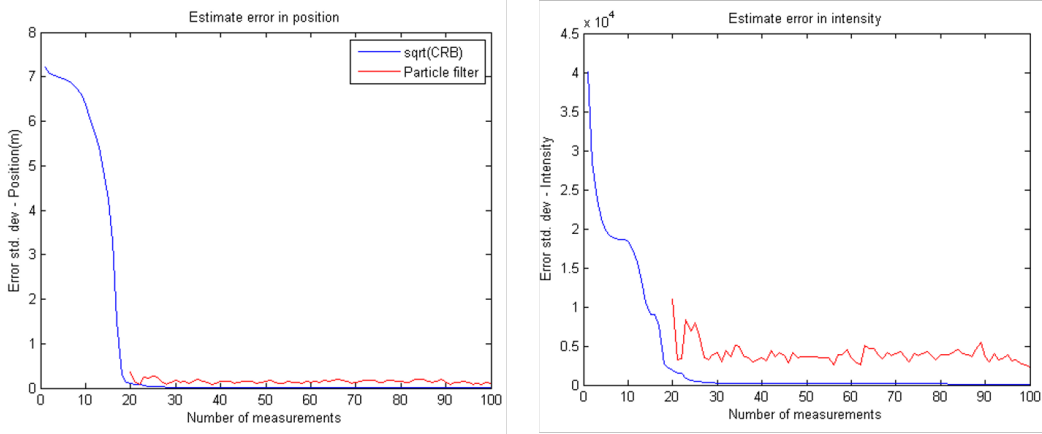 Estimate error in position
8
7
6
5
4
3
2
1
0
Error std. dev - Position(m)
sqrt(CRB)
Particle filter
0 10 20 30 40 50 60 70 80 90 100
Number of measurements
Estimate error in intensity
x 10^4
4.5
4
3.5
3
2.5
2
1.5
1
0.5
0
Error std. dev - Intensity
0 10 20 30 40 50 60 70 80 90 100
Number of measurements